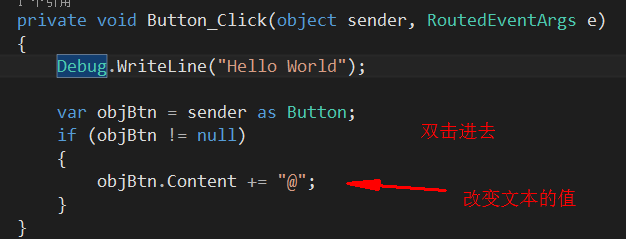 1 个引用
private void Button_Click(object sender, RoutedEventArgs e)
{
Debug.WriteLine("Hello World");
var objBtn = sender as Button;
if (objBtn != null)
双击进去
{
objBtn.Content += "@";
改变文本的值
}
}